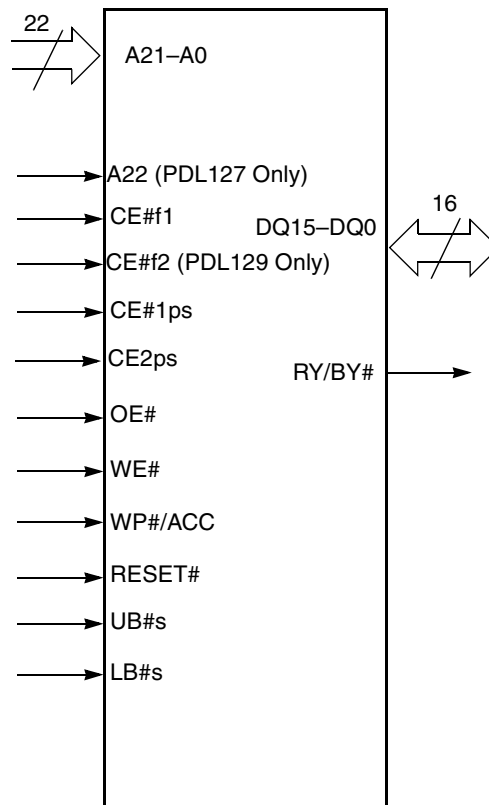 22
A21–A0
A22 (PDL127 Only)
CE#f1
16
DQ15–DQ0
CE#f2 (PDL129 Only)
CE#1ps
CE2ps
RY/BY#
OE#
WE#
WP#/ACC
RESET#
UB#s
LB#s